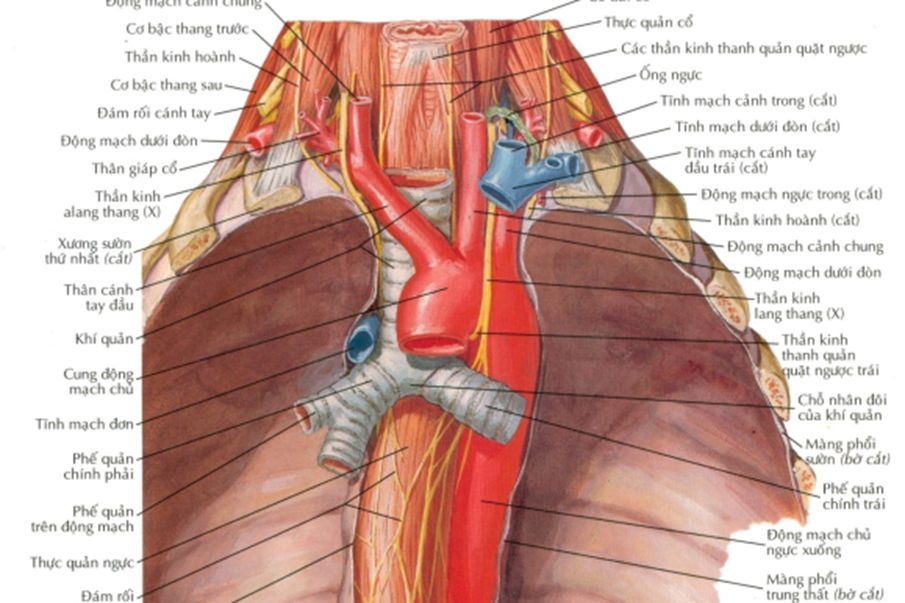 Động mạch cảnh chung
Cơ bậc thang trước
Thần kinh hoành
Cơ bậc thang sau
Đám rối cánh tay
Động mạch dưới đòn
Thân giáp cổ
Thần kinh
alang thang (X)
Xương sườn
thứ nhất (cắt)
Thân cánh
tay đầu
Khí quản
Cung động
mạch chủ
Tĩnh mạch đơn
Phế quản
chính phải
Phế quản
trên động mạch
Thực quản ngực
Đám rối
Thực quản cổ
Các thần kinh thanh quản quặt ngược
Ống ngực
Tĩnh mạch cảnh trong (cắt)
Tĩnh mạch dưới đòn (cắt)
Tĩnh mạch cánh tay
đầu trái (cắt)
Động mạch ngực trong (cắt)
Thần kinh hoành (cắt)
Động mạch cảnh chung
Động mạch dưới đòn
Thần kinh
lang thang (X)
Thần kinh
thanh quản
quặt ngược trái
Chỗ nhân đôi
của khí quản
Màng phổi
sườn (bờ cắt)
Phế quản
chính trái
Động mạch chủ
ngực xuống
Màng phổi
trung thất (bờ cắt)